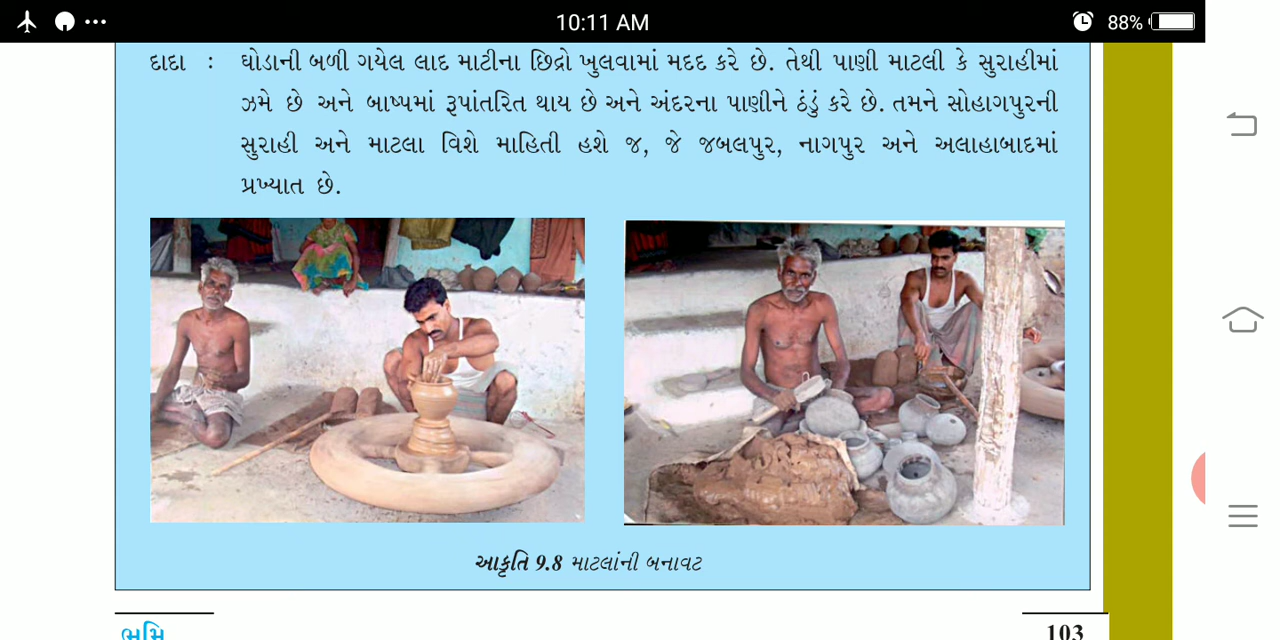 10:11 AM
88%
દાદા : ઘોડાની બળી ગયેલ લાદ માટીના છિદ્રો ખુલવામાં મદદ કરે છે. તેથી પાણી માટલી કે સુરાહીમાં
ઝમે છે અને બાષ્પમાં રૂપાંતરિત થાય છે અને અંદરના પાણીને ઠંડું કરે છે. તમને સોહાગપુરની
સુરાહી અને માટલા વિશે માહિતી હશે જ, જે જબલપુર, નાગપુર અને અલાહાબાદમાં
પ્રખ્યાત છે.
આકૃતિ 9.8 માટલાંની બનાવટ
ભૂમિ
103